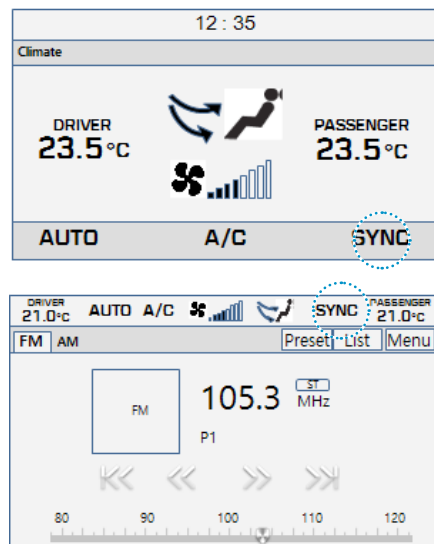 12 : 35
Climate
DRIVER PASSENGER
23.5°C 23.5°C
AUTO A/C SYNC
DRIVER PASSENGER
21.0°C AUTO A/C SYNC 21.0°C
FM AM Preset List Menu
FM 105.3 ST MHz
P1
80 90 100 110 120